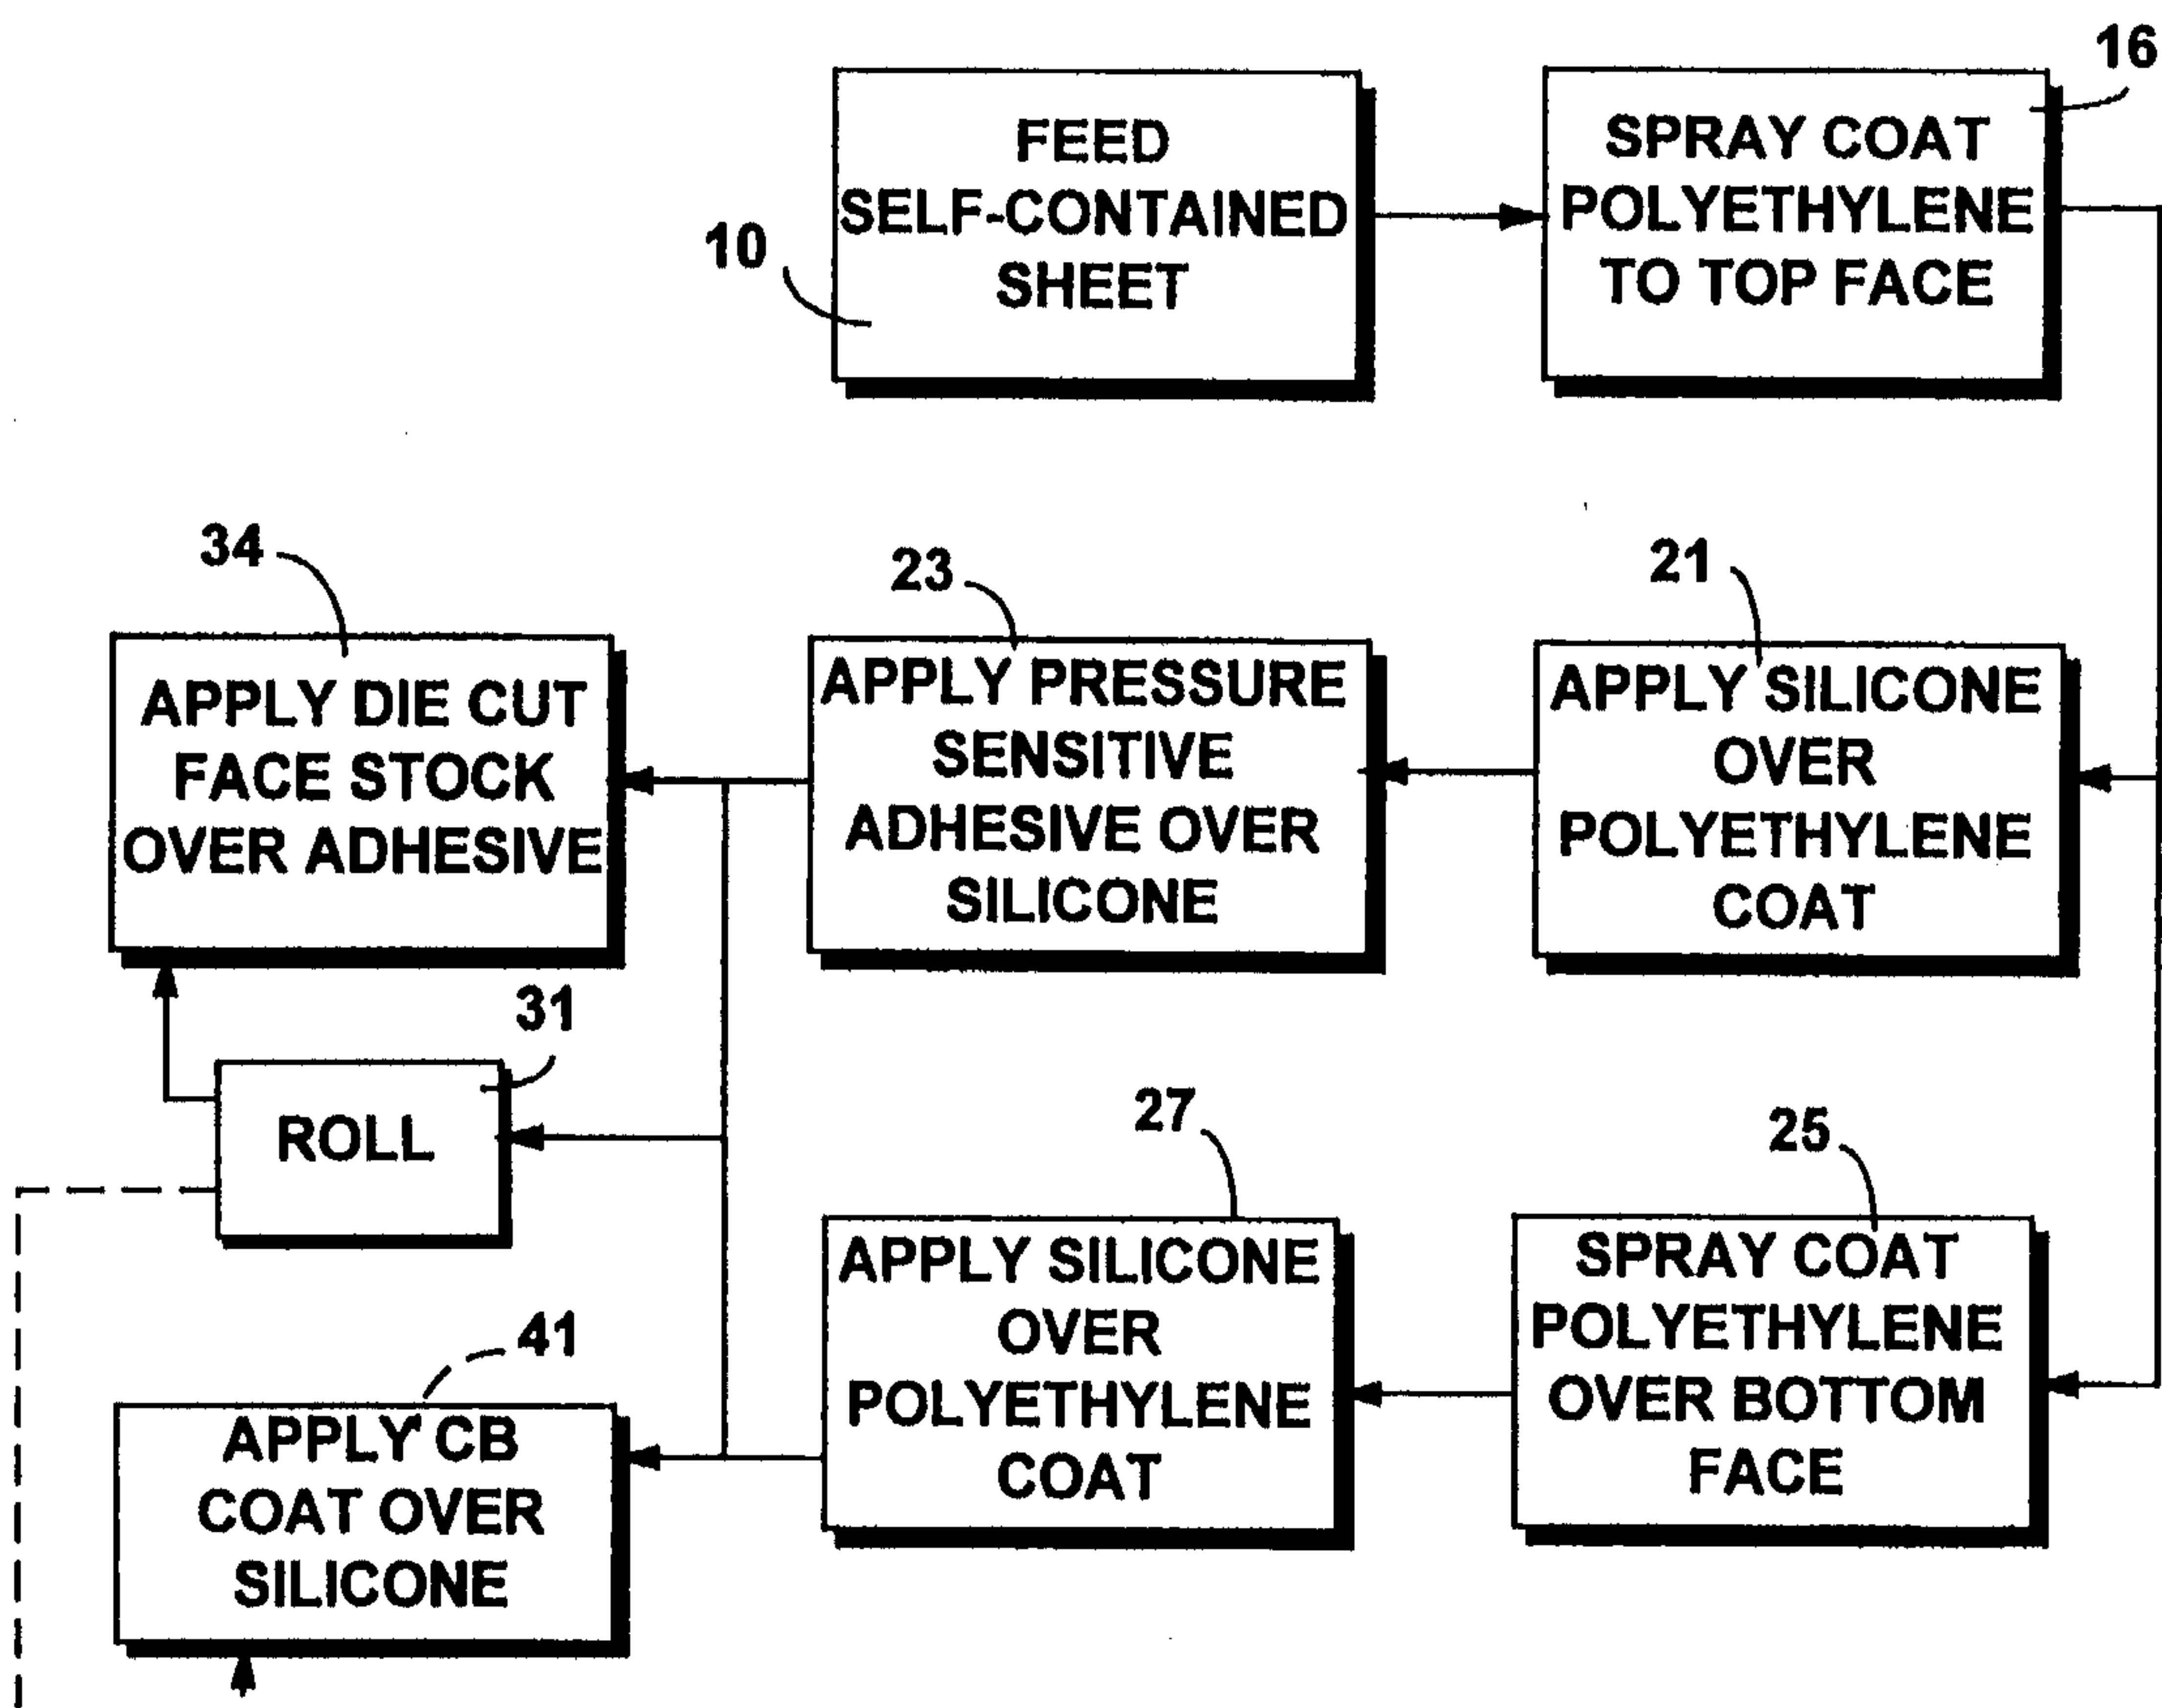 16
FEED
SELF-CONTAINED
SHEET
10
SPRAY COAT
POLYETHYLENE
TO TOP FACE
34
23
21
APPLY DIE CUT
FACE STOCK
OVER ADHESIVE
APPLY PRESSURE
SENSITIVE
ADHESIVE OVER
SILICONE
APPLY SILICONE
OVER
POLYETHYLENE
COAT
31
ROLL
27
25
41
APPLY CB
COAT OVER
SILICONE
APPLY SILICONE
OVER
POLYETHYLENE
COAT
SPRAY COAT
POLYETHYLENE
OVER BOTTOM
FACE